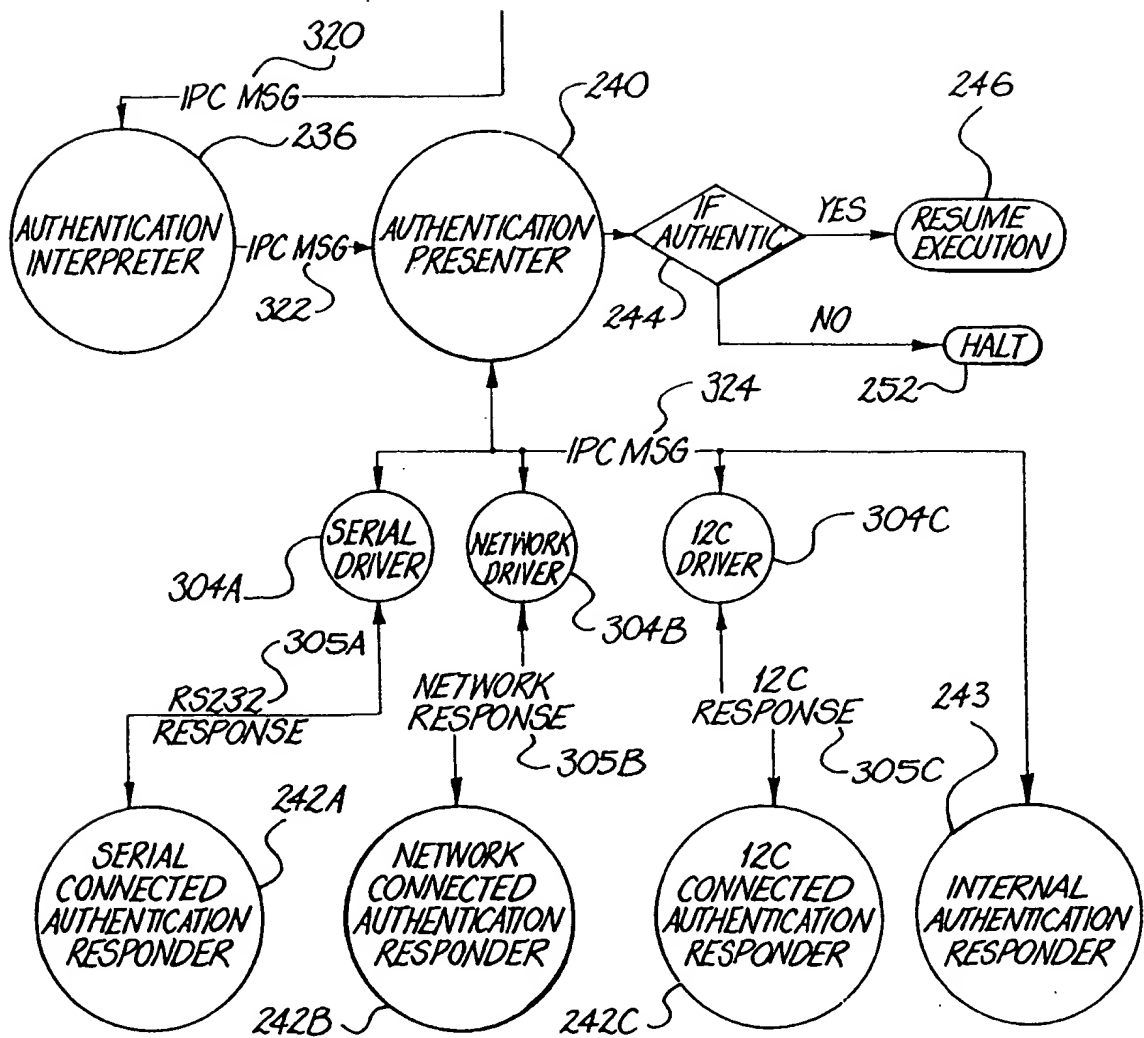 320
IPC MSG
236
240
246
AUTHENTICATION
INTERPRETER
IPC MSG
322
AUTHENTICATION
PRESENTER
IF
AUTHENTIC
244
YES
RESUME
EXECUTION
NO
HALT
252
324
IPC MSG
SERIAL
DRIVER
304A
NETWORK
DRIVER
304B
12C
DRIVER
304C
305A
RS232
RESPONSE
NETWORK
RESPONSE
305B
12C
RESPONSE
305C
243
242A
SERIAL
CONNECTED
AUTHENTICATION
RESPONDER
NETWORK
CONNECTED
AUTHENTICATION
RESPONDER
242B
12C
CONNECTED
AUTHENTICATION
RESPONDER
242C
INTERNAL
AUTHENTICATION
RESPONDER